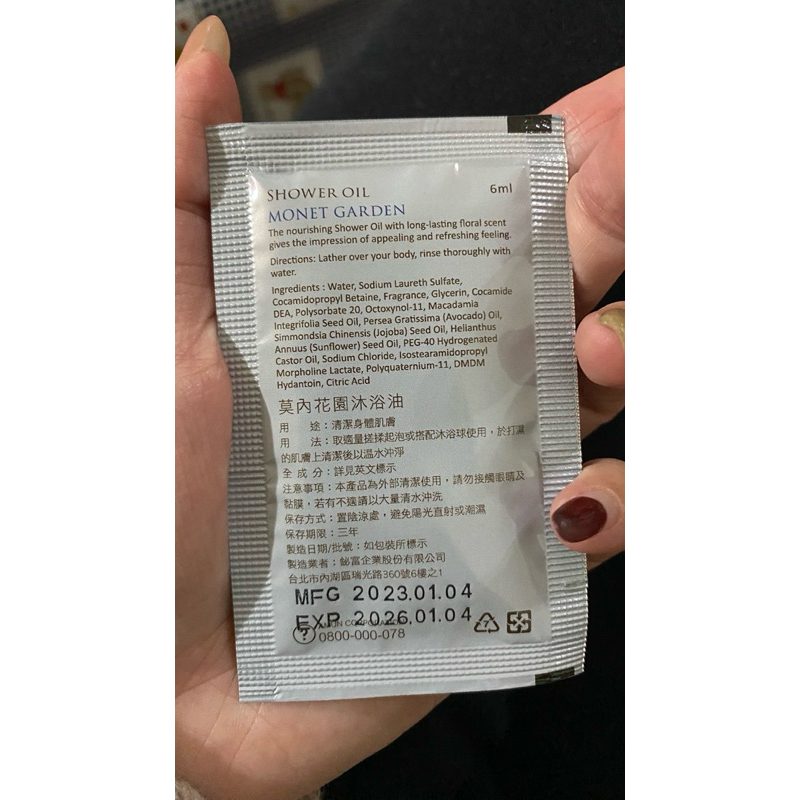 SHOWER OIL 6ml
MONET GARDEN
The nourishing Shower Oil with long-lasting floral scent
gives the impression of appealing and refreshing feeling.
Directions: Lather over your body, rinse thoroughly with
water.
Ingredients : Water, Sodium Laureth Sulfate,
Cocamidopropyl Betaine, Fragrance, Glycerin, Cocamide
DEA, Polysorbate 20, Octoxynol-11, Macadamia
Integrifolia Seed Oil, Persea Gratissima (Avocado) Oil,
Simmondsia Chinensis (Jojoba) Seed Oil, Helianthus
Annuus (Sunflower) Seed Oil, PEG-40 Hydrogenated
Castor Oil, Sodium Chloride, Isostearamidopropyl
Morpholine Lactate, Polyquaternium-11, DMDM
Hydantoin, Citric Acid
莫內花園沐浴油
用 途：清潔身體肌膚
用 法：取適量搓揉起泡或搭配沐浴球使用，於打濕
的肌膚上清潔後以溫水沖淨
全 成 分：詳見英文標示
注意事項：本產品為外部清潔使用，請勿接觸眼睛及
黏膜，若有不適請以大量清水沖洗
保存方式：置陰涼處，避免陽光直射或潮濕
保存期限：三年
製造日期/批號：如包裝所標示
製造業者：鉍富企業股份有限公司
台北市內湖區瑞光路360號6樓之1
MFG 2023.01.04
EXP 2026.01.04
0800-000-078